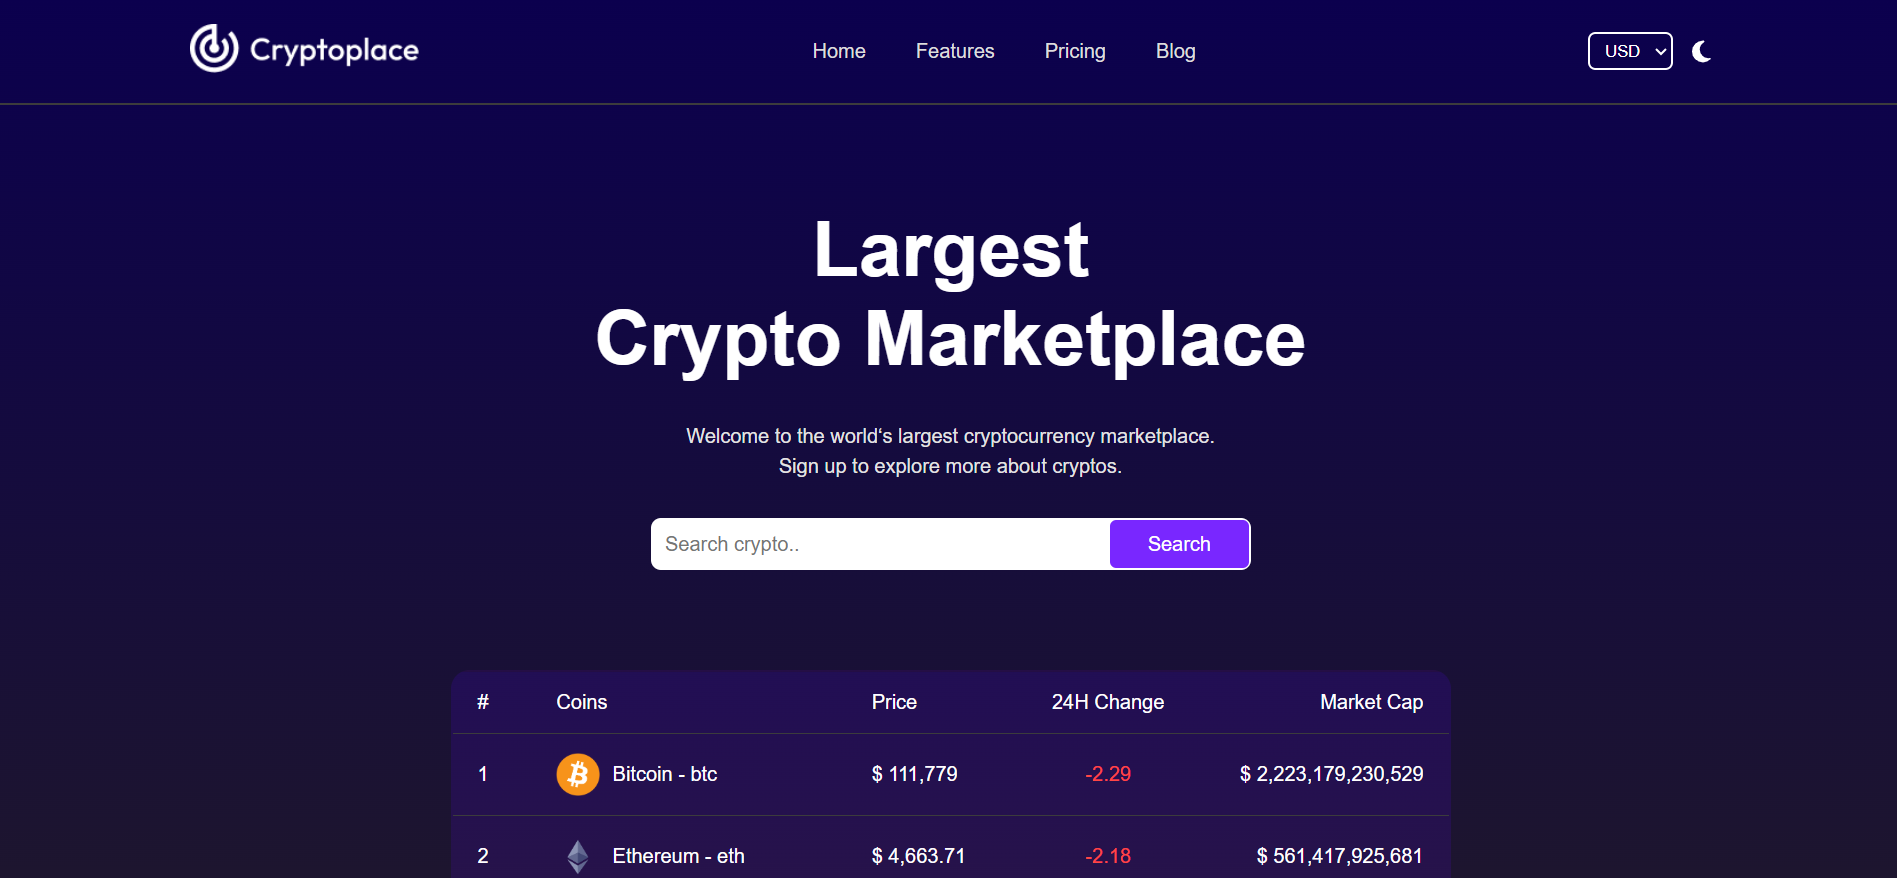 Cryptoplace
Home Features Pricing Blog
USD
Largest
Crypto Marketplace
Welcome to the world‘s largest cryptocurrency marketplace.
Sign up to explore more about cryptos.
Search crypto.. Search
# Coins Price 24H Change Market Cap
1 Bitcoin - btc $ 111,779 -2.29 $ 2,223,179,230,529
2 Ethereum - eth $ 4,663.71 -2.18 $ 561,417,925,681